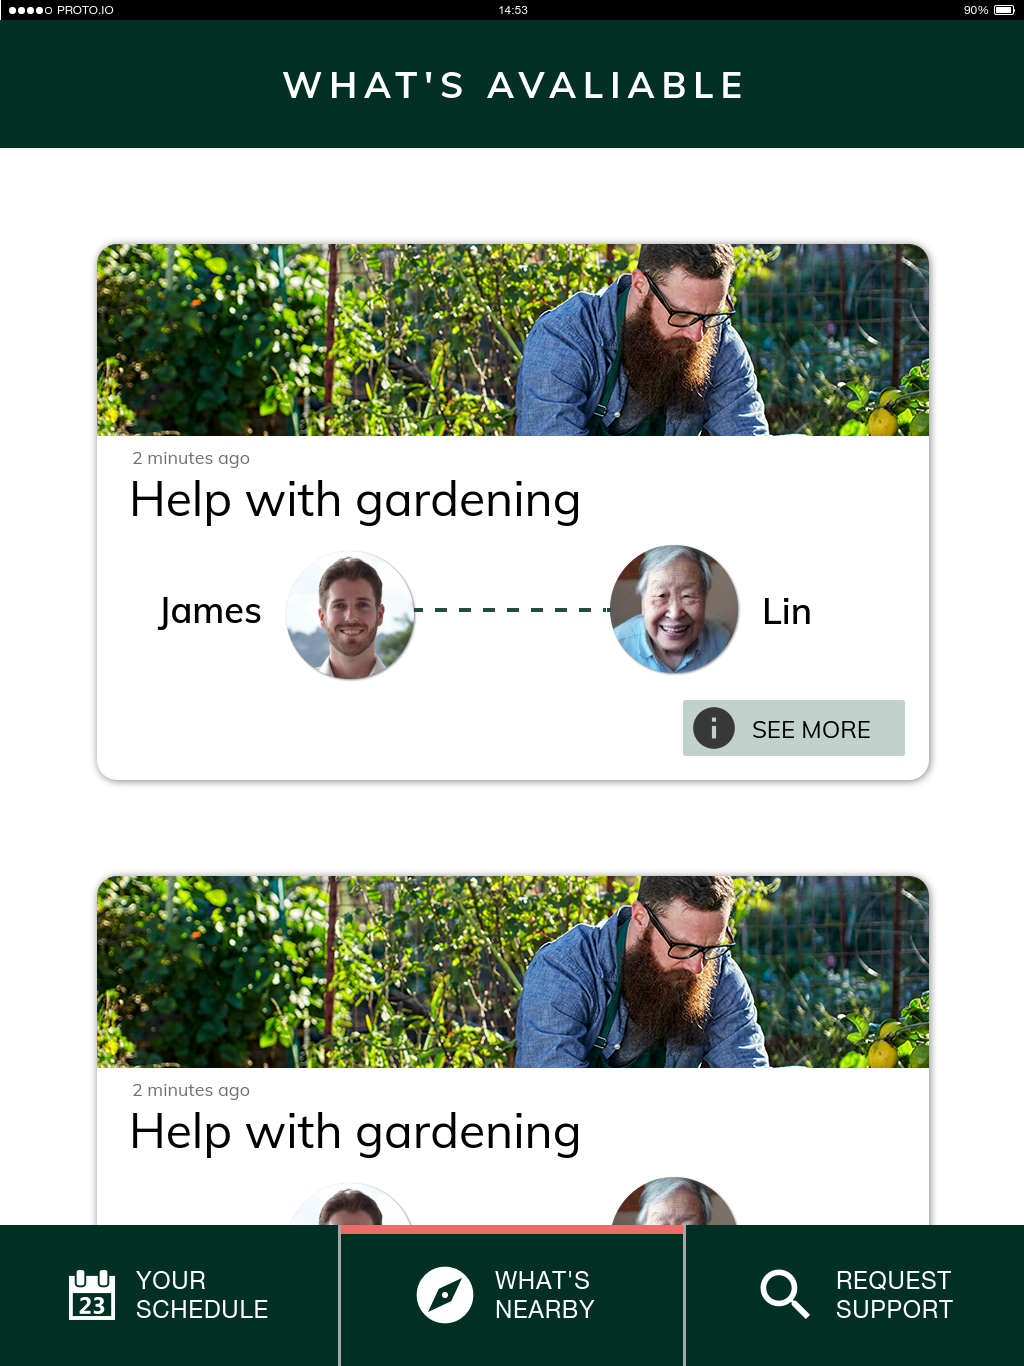 PROTO.IO 14:53 90%
WHAT'S AVALIABLE
2 minutes ago
Help with gardening
James
Lin
SEE MORE
2 minutes ago
Help with gardening
23
YOUR
SCHEDULE
WHAT'S
NEARBY
REQUEST
SUPPORT